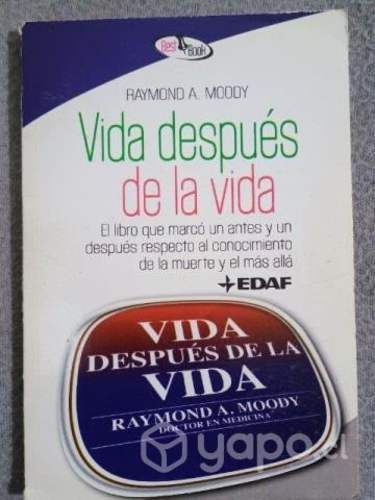 Best Book
RAYMOND A. MOODY
Vida después
de la vida
El libro que marcó un antes y un
después respecto al conocimiento
de la muerte y el más allá
EDAF
VIDA
DESPUÉS DE LA
VIDA
RAYMOND A. MOODY
DOCTOR EN MEDICINA
yapo.cl